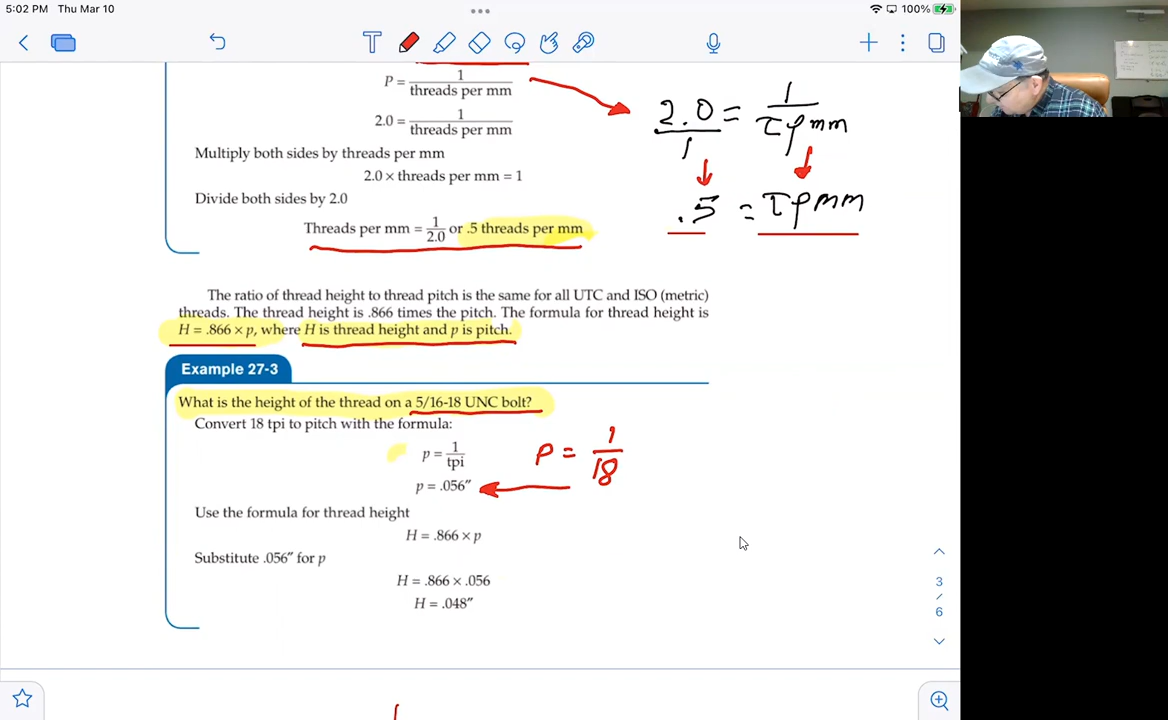 5:02 PM Thu Mar 10
100%
P = 1 / threads per mm
2.0 = 1 / threads per mm
Multiply both sides by threads per mm
2.0 × threads per mm = 1
Divide both sides by 2.0
Threads per mm = 1/2.0 or .5 threads per mm
2.0 / 1 = 1 / TPmm
.5 = TPmm
The ratio of thread height to thread pitch is the same for all UTC and ISO (metric)
threads. The thread height is .866 times the pitch. The formula for thread height is
H = .866 × p, where H is thread height and p is pitch.
Example 27-3
What is the height of the thread on a 5/16-18 UNC bolt?
Convert 18 tpi to pitch with the formula:
p = 1 / tpi
P = 1 / 18
p = .056″
Use the formula for thread height
H = .866 × p
Substitute .056″ for p
H = .866 × .056
H = .048″
3
/
6